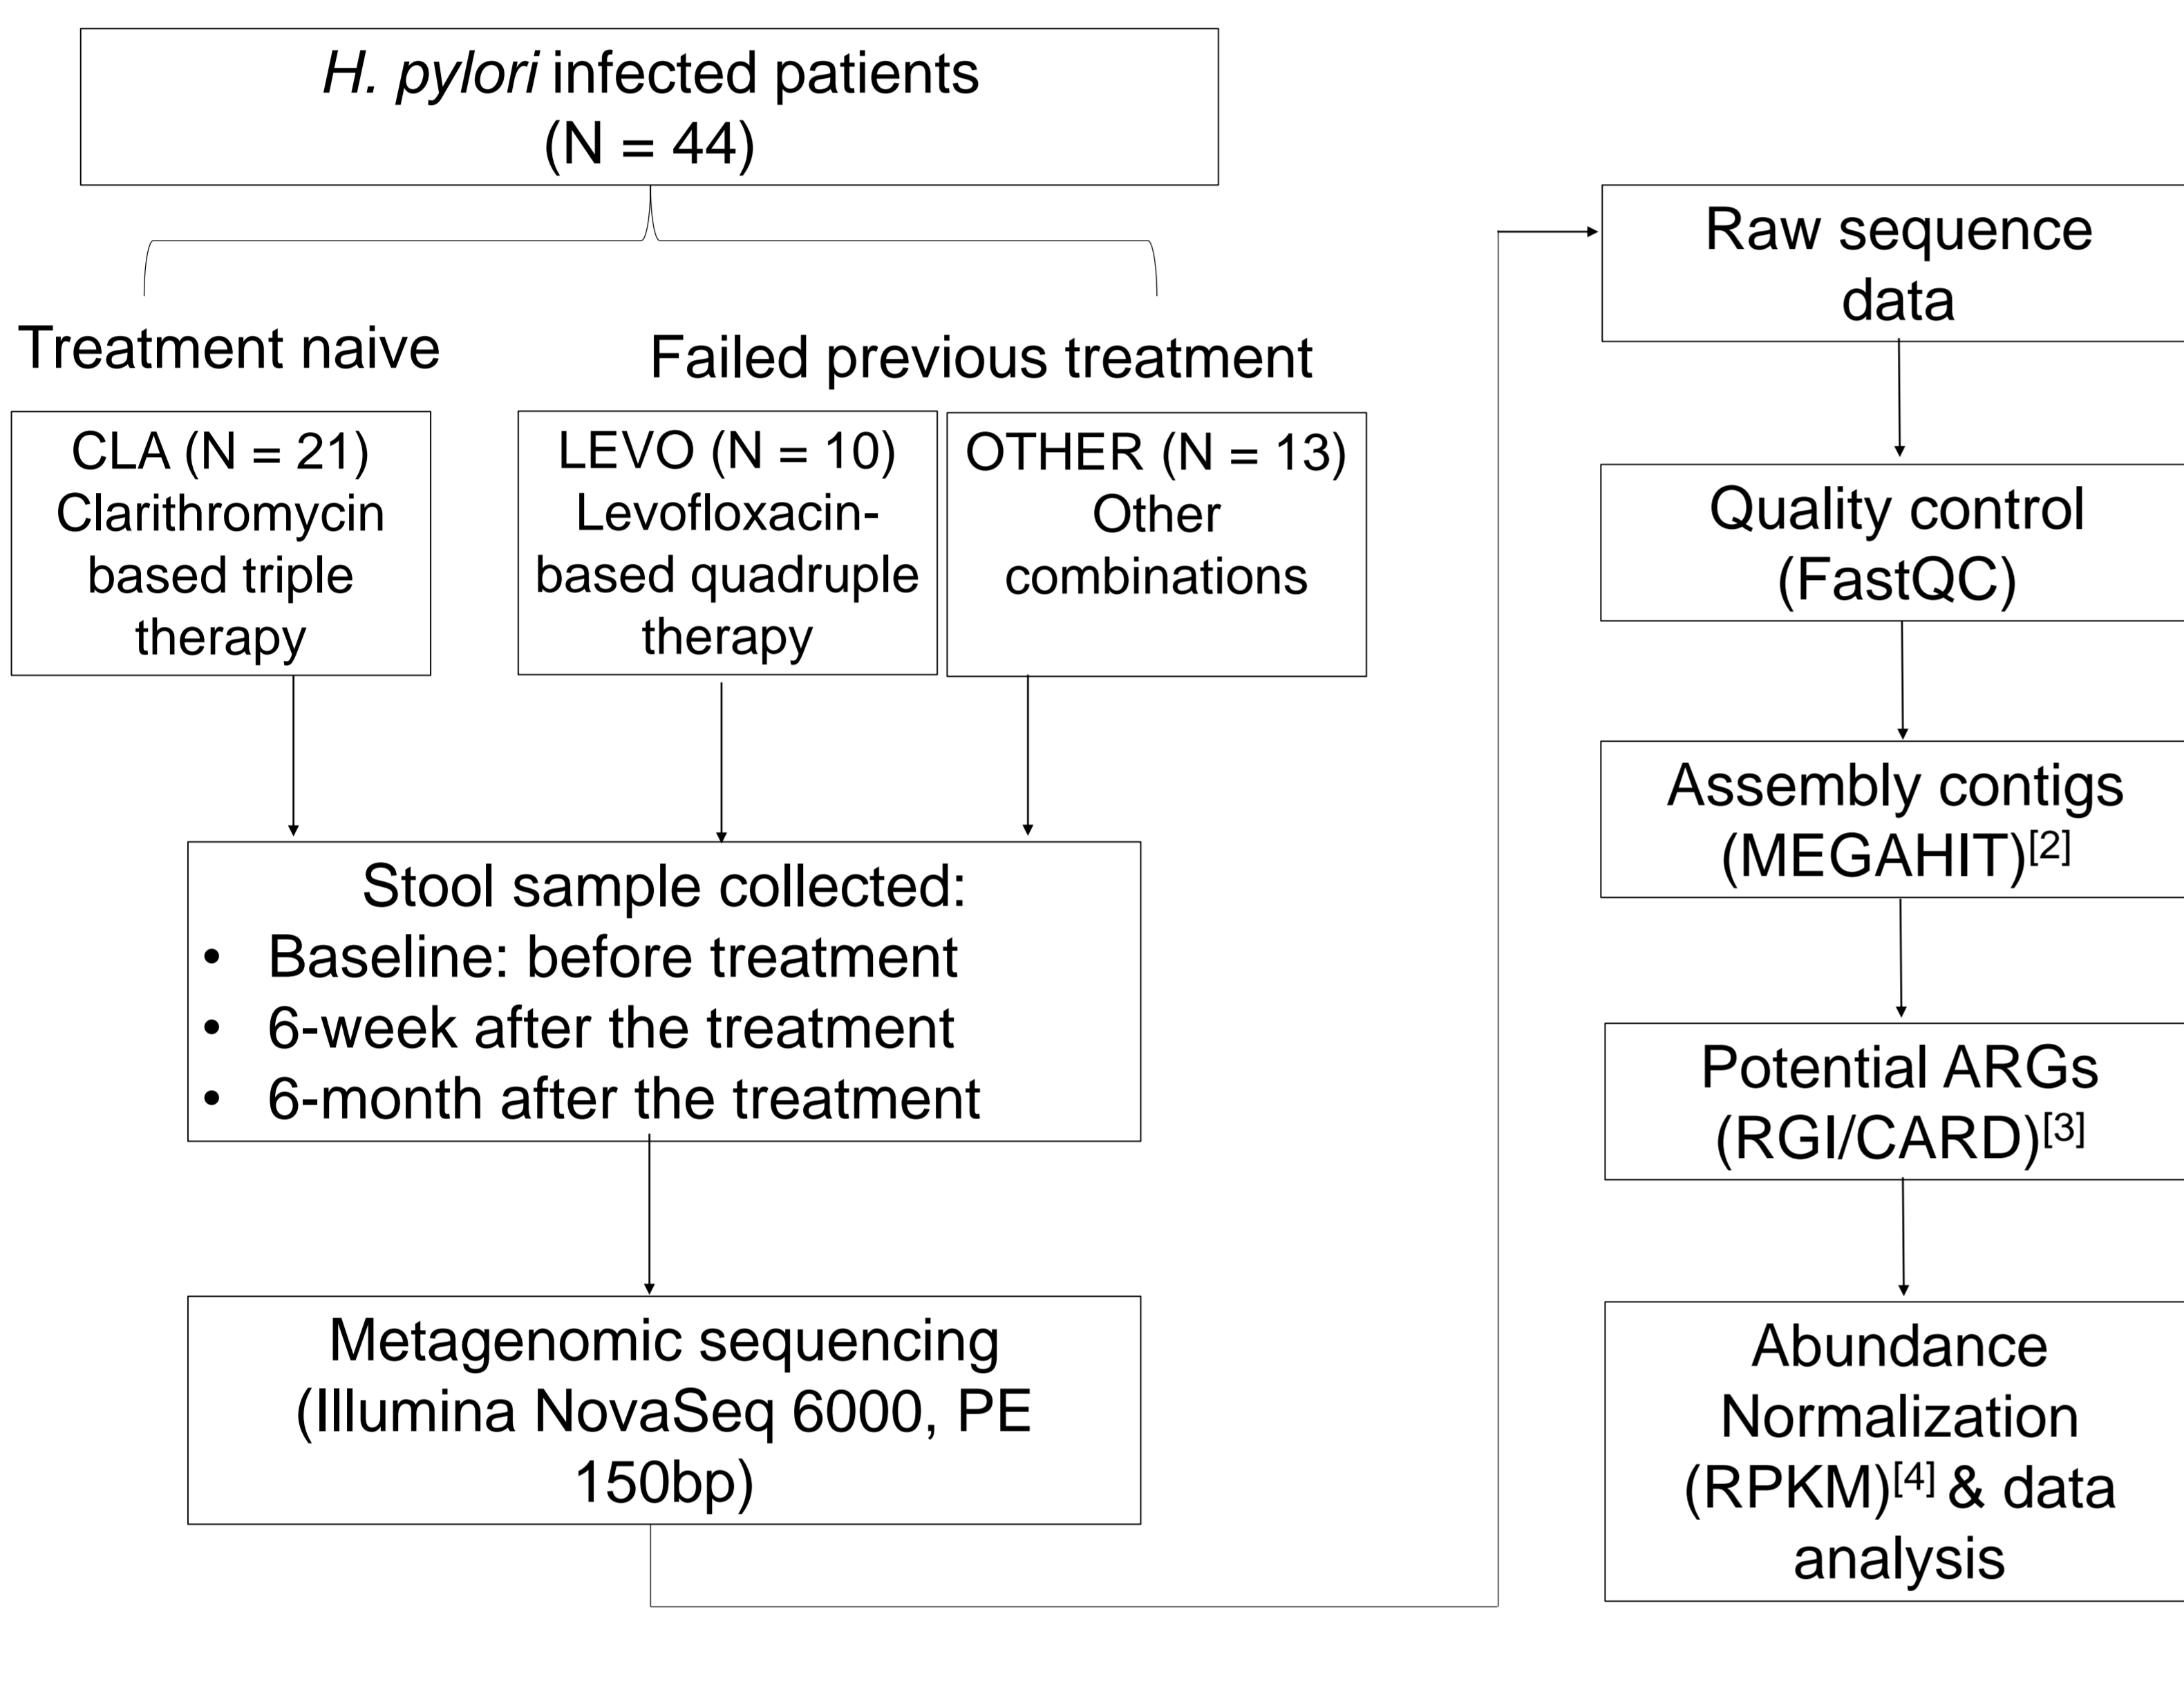 H. pylori infected patients
(N = 44)
Treatment naive
Failed previous treatment
CLA (N = 21)
Clarithromycin
based triple
therapy
LEVO (N = 10)
Levofloxacin-
based quadruple
therapy
OTHER (N = 13)
Other
combinations
Stool sample collected:
• Baseline: before treatment
• 6-week after the treatment
• 6-month after the treatment
Metagenomic sequencing
(Illumina NovaSeq 6000, PE
150bp)
Raw sequence
data
Quality control
(FastQC)
Assembly contigs
(MEGAHIT)[2]
Potential ARGs
(RGI/CARD)[3]
Abundance
Normalization
(RPKM)[4] & data
analysis